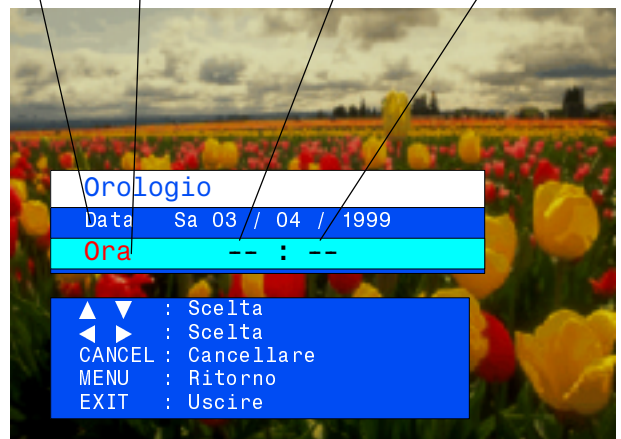 Orologio
Data Sa 03 / 04 / 1999
Ora -- : --
▲ ▼ : Scelta
◀ ▶ : Scelta
CANCEL : Cancellare
MENU : Ritorno
EXIT : Uscire